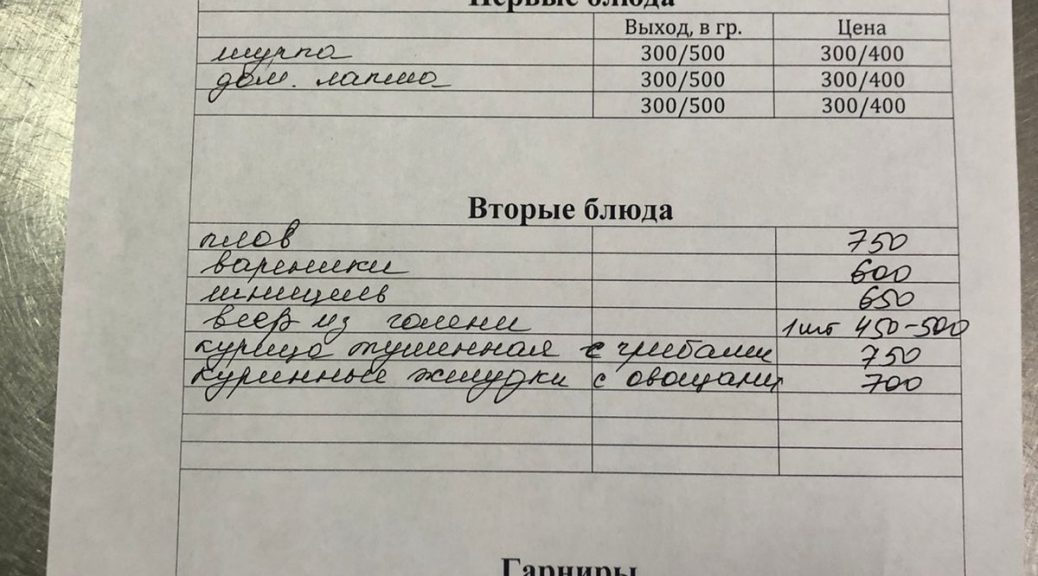 Первые блюда
Выход, в гр. Цена
шурпа 300/500 300/400
дом. лапша 300/500 300/400
300/500 300/400
Вторые блюда
плов 750
вареники 600
шницель 650
веер из голени 1шт 450-500
курица тушенная с грибами 750
куринные жилудки с овощами 700
Гарниры